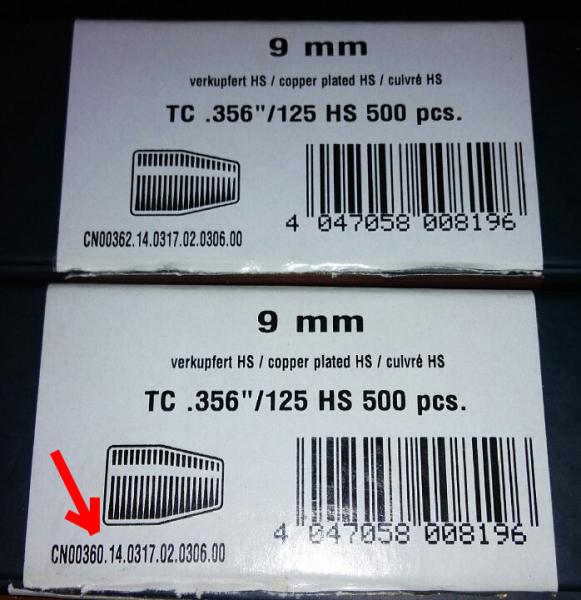 9 mm
verkupfert HS / copper plated HS / cuivré HS
TC .356"/125 HS 500 pcs.
CN00362.14.0317.02.0306.00
4 047058 008196
9 mm
verkupfert HS / copper plated HS / cuivré HS
TC .356"/125 HS 500 pcs.
CN00360.14.0317.02.0306.00
4 047058 008196